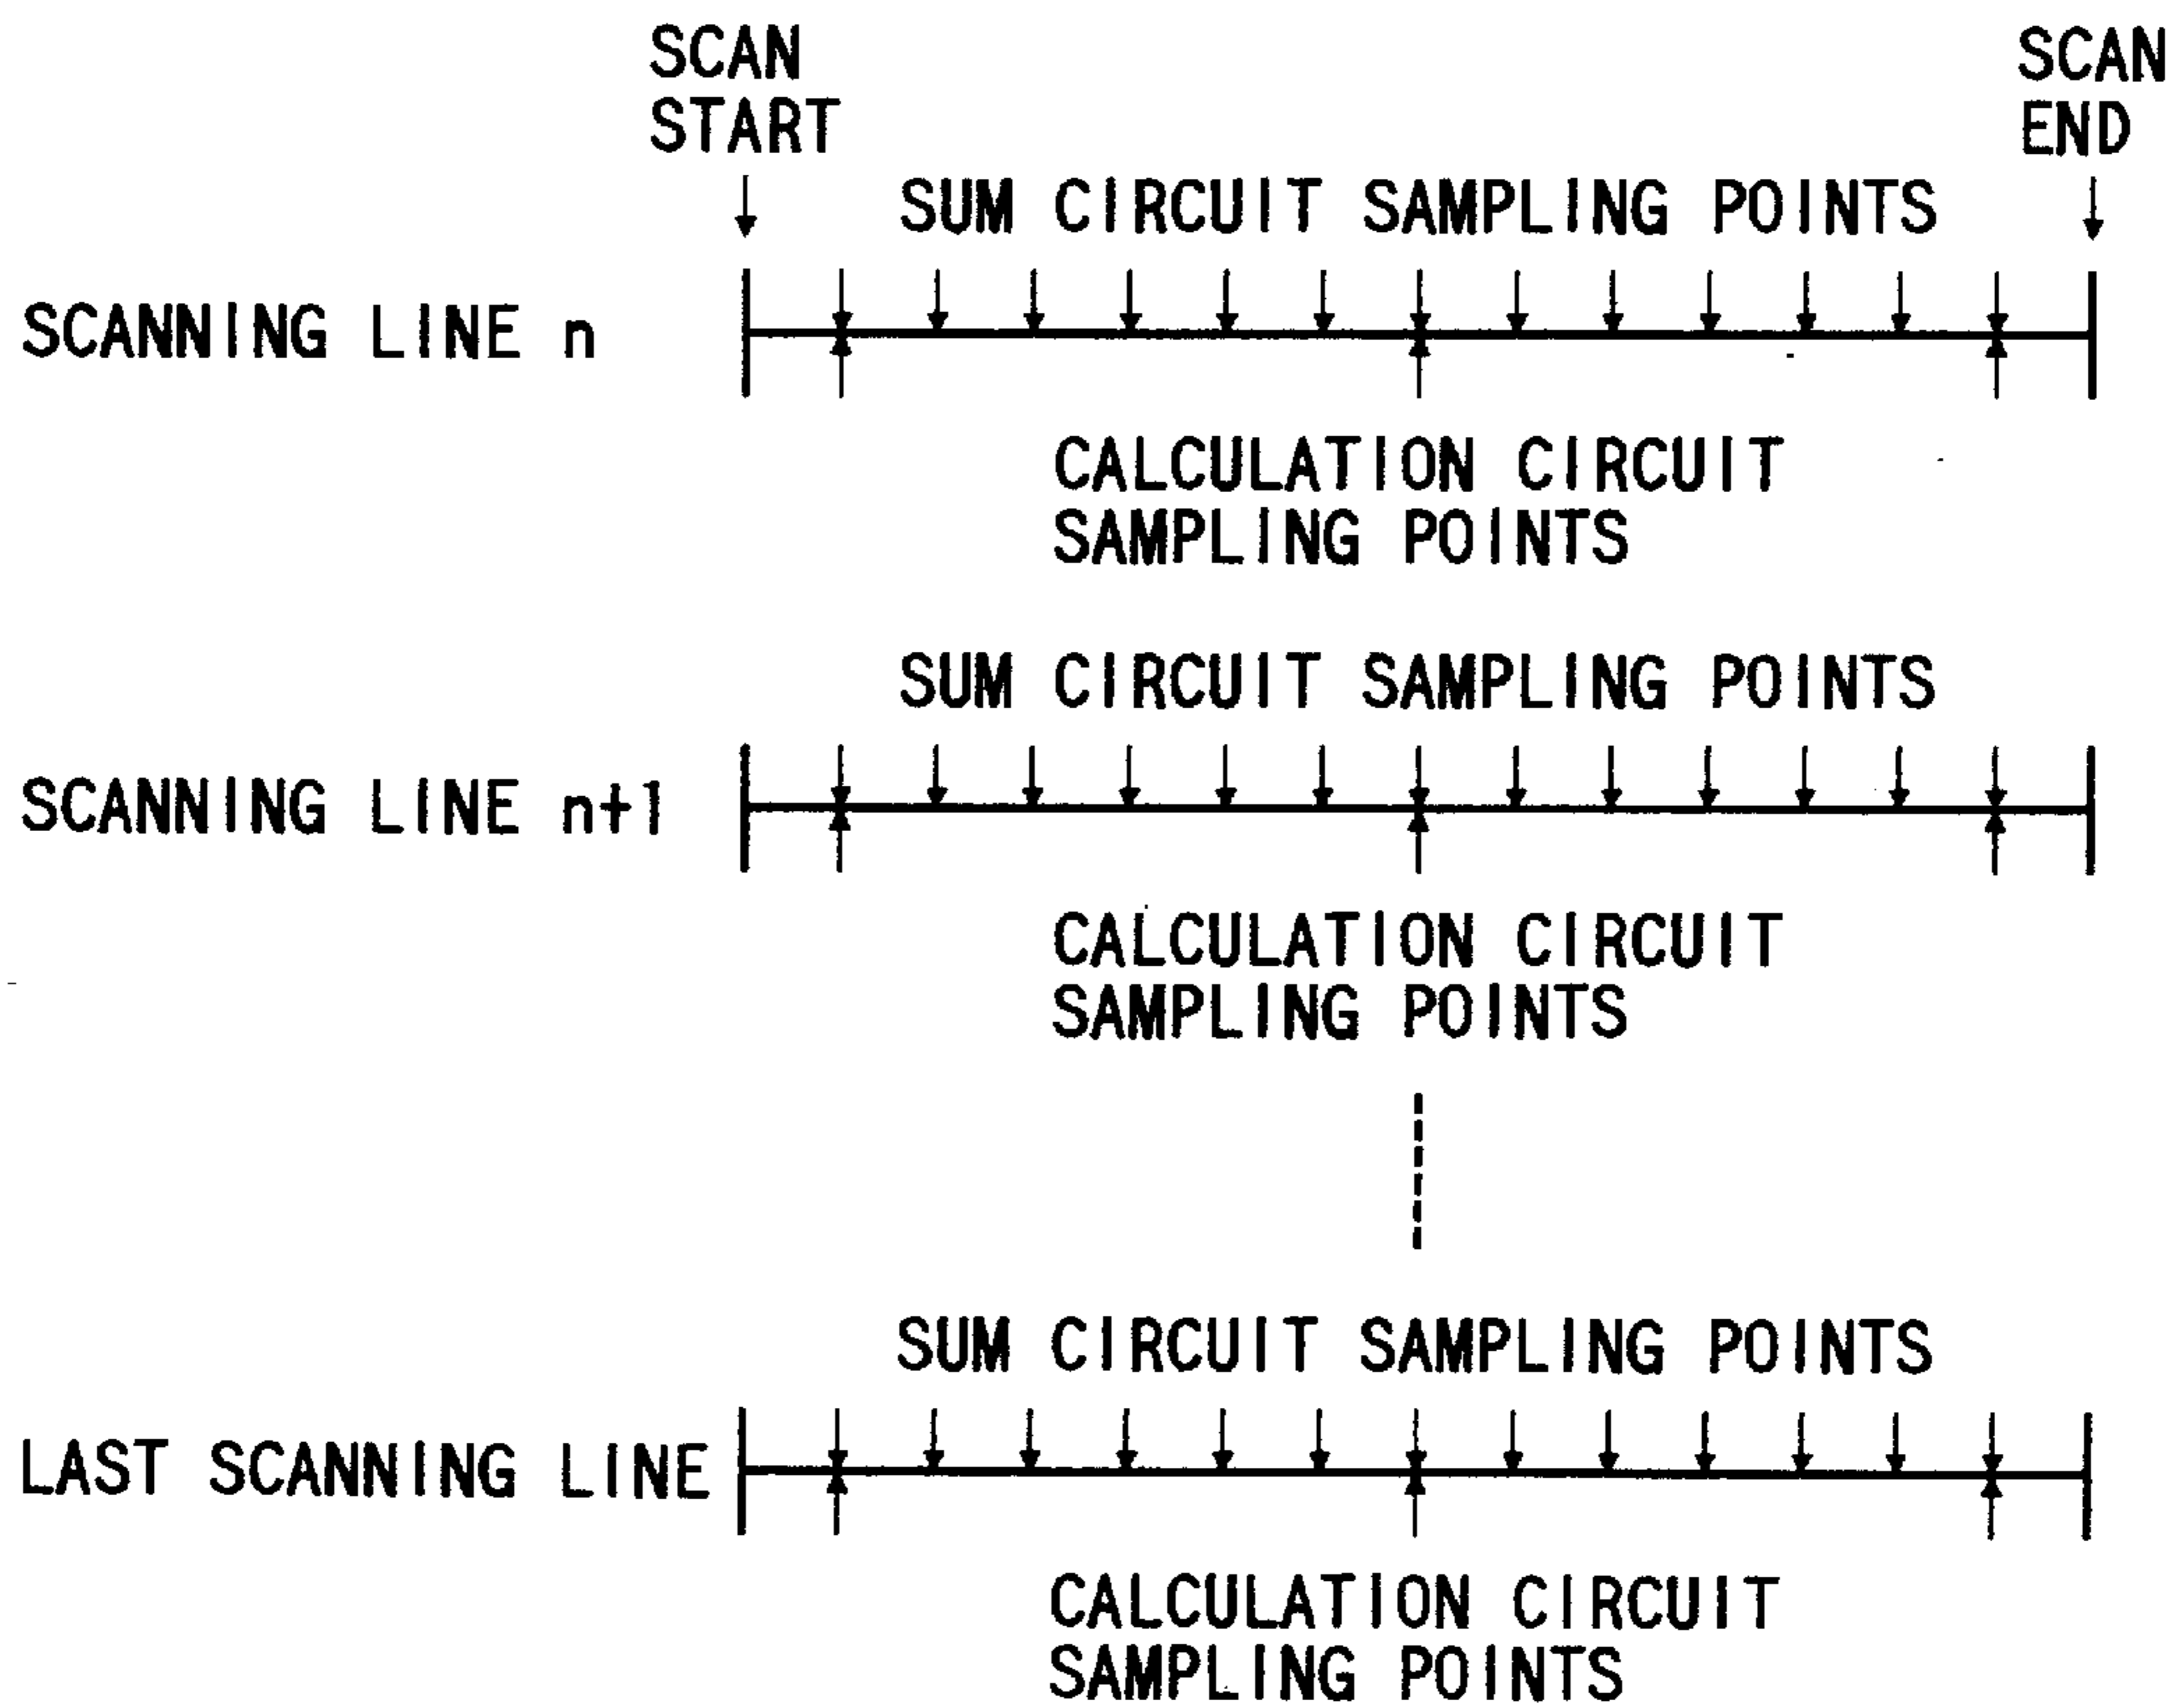 SCAN
START
SCAN
END
SUM CIRCUIT SAMPLING POINTS
SCANNING LINE n
CALCULATION CIRCUIT
SAMPLING POINTS
SUM CIRCUIT SAMPLING POINTS
SCANNING LINE n+1
CALCULATION CIRCUIT
SAMPLING POINTS
SUM CIRCUIT SAMPLING POINTS
LAST SCANNING LINE
CALCULATION CIRCUIT
SAMPLING POINTS